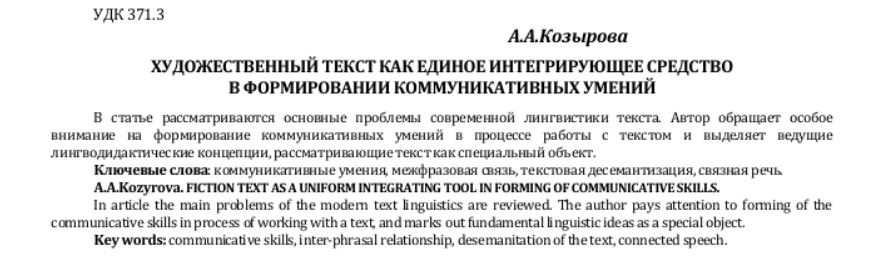 УДК 371.3
А.А.Козырова
ХУДОЖЕСТВЕННЫЙ ТЕКСТ КАК ЕДИНОЕ ИНТЕГРИРУЮЩЕЕ СРЕДСТВО
В ФОРМИРОВАНИИ КОММУНИКАТИВНЫХ УМЕНИЙ
В статье рассматриваются основные проблемы современной лингвистики текста. Автор обращает особое
внимание на формирование коммуникативных умений в процессе работы с текстом и выделяет ведущие
лингводидактические концепции, рассматривающие текст как специальный объект.
Ключевые слова: коммуникативные умения, межфразовая связь, текстовая десемантизация, связная речь.
A.A.Kozyrova. FICTION TEXT AS A UNIFORM INTEGRATING TOOL IN FORMING OF COMMUNICATIVE SKILLS.
In article the main problems of the modern text linguistics are reviewed. The author pays attention to forming of the
communicative skills in process of working with a text, and marks out fundamental linguistic ideas as a special object.
Key words: communicative skills, inter-phrasal relationship, desemanitation of the text, connected speech.